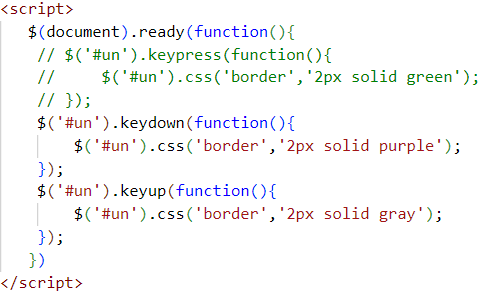 <script>
$(document).ready(function(){
// $('#un').keypress(function(){
//     $('#un').css('border','2px solid green');
// });
$('#un').keydown(function(){
$('#un').css('border','2px solid purple');
});
$('#un').keyup(function(){
$('#un').css('border','2px solid gray');
});
})
</script>